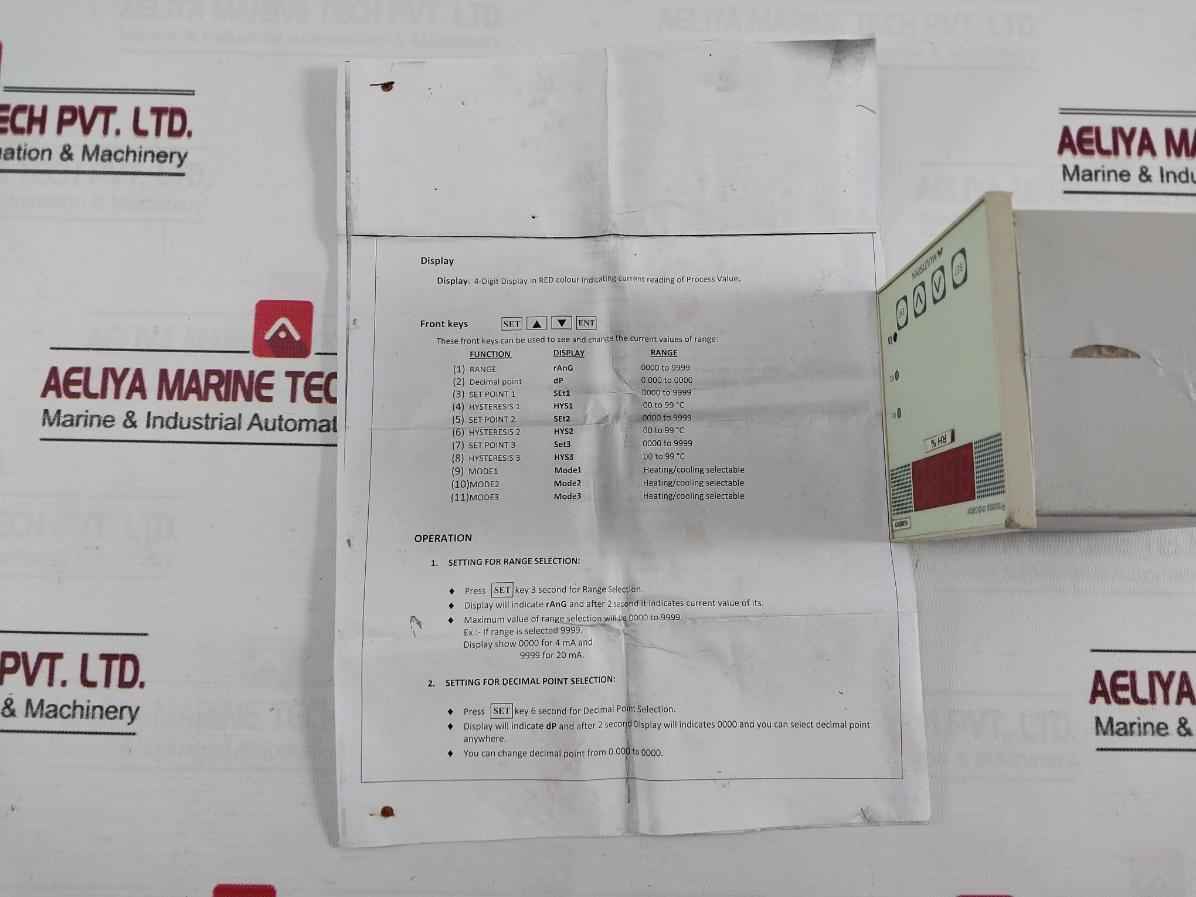 ECH PVT. LTD.
ation & Machinery
AELIYA MA
Marine & Indu
AELIYA MARINE TEC
Marine & Industrial Automat
PVT. LTD.
& Machinery
AELIYA
Marine &
Display
Display: 4-Digit Display in RED colour indicating current reading of Process Value.
Front keys SET ▲ ▼ ENT
These front keys can be used to see and change the current values of range:
FUNCTION DISPLAY RANGE
(1) RANGE rAnG 0000 to 9999
(2) Decimal point dP 0.000 to 0000
(3) SET POINT 1 SEt1 0000 to 9999
(4) HYSTERESIS 1 HYS1 00 to 99 °C
(5) SET POINT 2 SEt2 0000 to 9999
(6) HYSTERESIS 2 HYS2 00 to 99 °C
(7) SET POINT 3 Set3 0000 to 9999
(8) HYSTERESIS 3 HYS3 00 to 99 °C
(9) MODE1 Mode1 Heating/cooling selectable
(10)MODE2 Mode2 Heating/cooling selectable
(11)MODE3 Mode3 Heating/cooling selectable
OPERATION
1. SETTING FOR RANGE SELECTION:
♦ Press SET key 3 second for Range Selection.
♦ Display will indicate rAnG and after 2 second it indicates current value of its.
♦ Maximum value of range selection will be 0000 to 9999.
Ex.:- If range is selected 9999.
Display show 0000 for 4 mA and
9999 for 20 mA.
2. SETTING FOR DECIMAL POINT SELECTION:
♦ Press SET key 6 second for Decimal Point Selection.
♦ Display will indicate dP and after 2 second Display will indicates 0000 and you can select decimal point
anywhere.
♦ You can change decimal point from 0.000 to 0000.
SET
RH %
Process Indicator